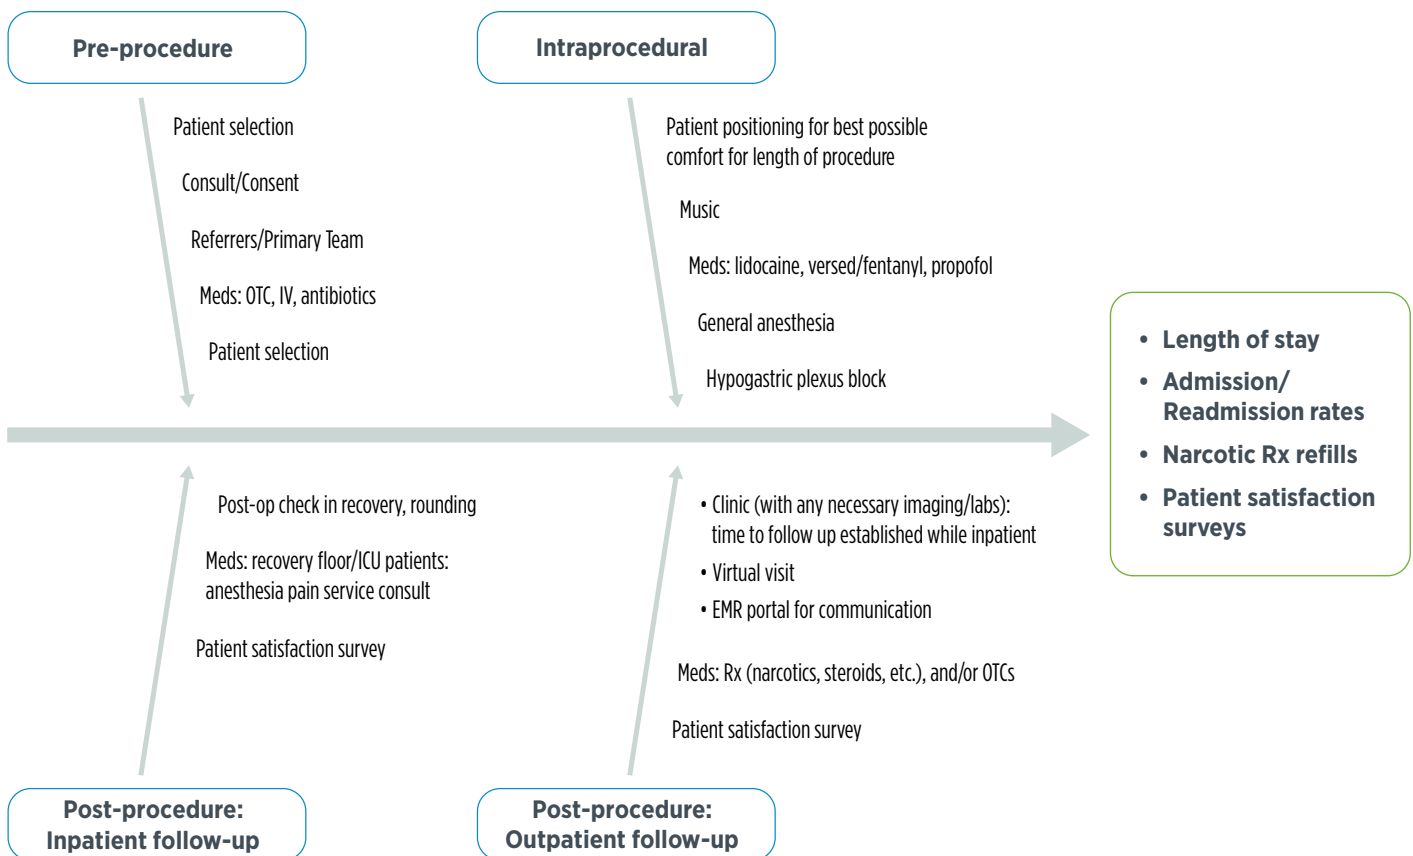 Pre-procedure
Patient selection
Consult/Consent
Referrers/Primary Team
Meds: OTC, IV, antibiotics
Patient selection
Intraprocedural
Patient positioning for best possible
comfort for length of procedure
Music
Meds: lidocaine, versed/fentanyl, propofol
General anesthesia
Hypogastric plexus block
Post-op check in recovery, rounding
Meds: recovery floor/ICU patients:
anesthesia pain service consult
Patient satisfaction survey
Post-procedure:
Inpatient follow-up
• Clinic (with any necessary imaging/labs):
time to follow up established while inpatient
• Virtual visit
• EMR portal for communication
Meds: Rx (narcotics, steroids, etc.), and/or OTCs
Patient satisfaction survey
Post-procedure:
Outpatient follow-up
• Length of stay
• Admission/
Readmission rates
• Narcotic Rx refills
• Patient satisfaction
surveys